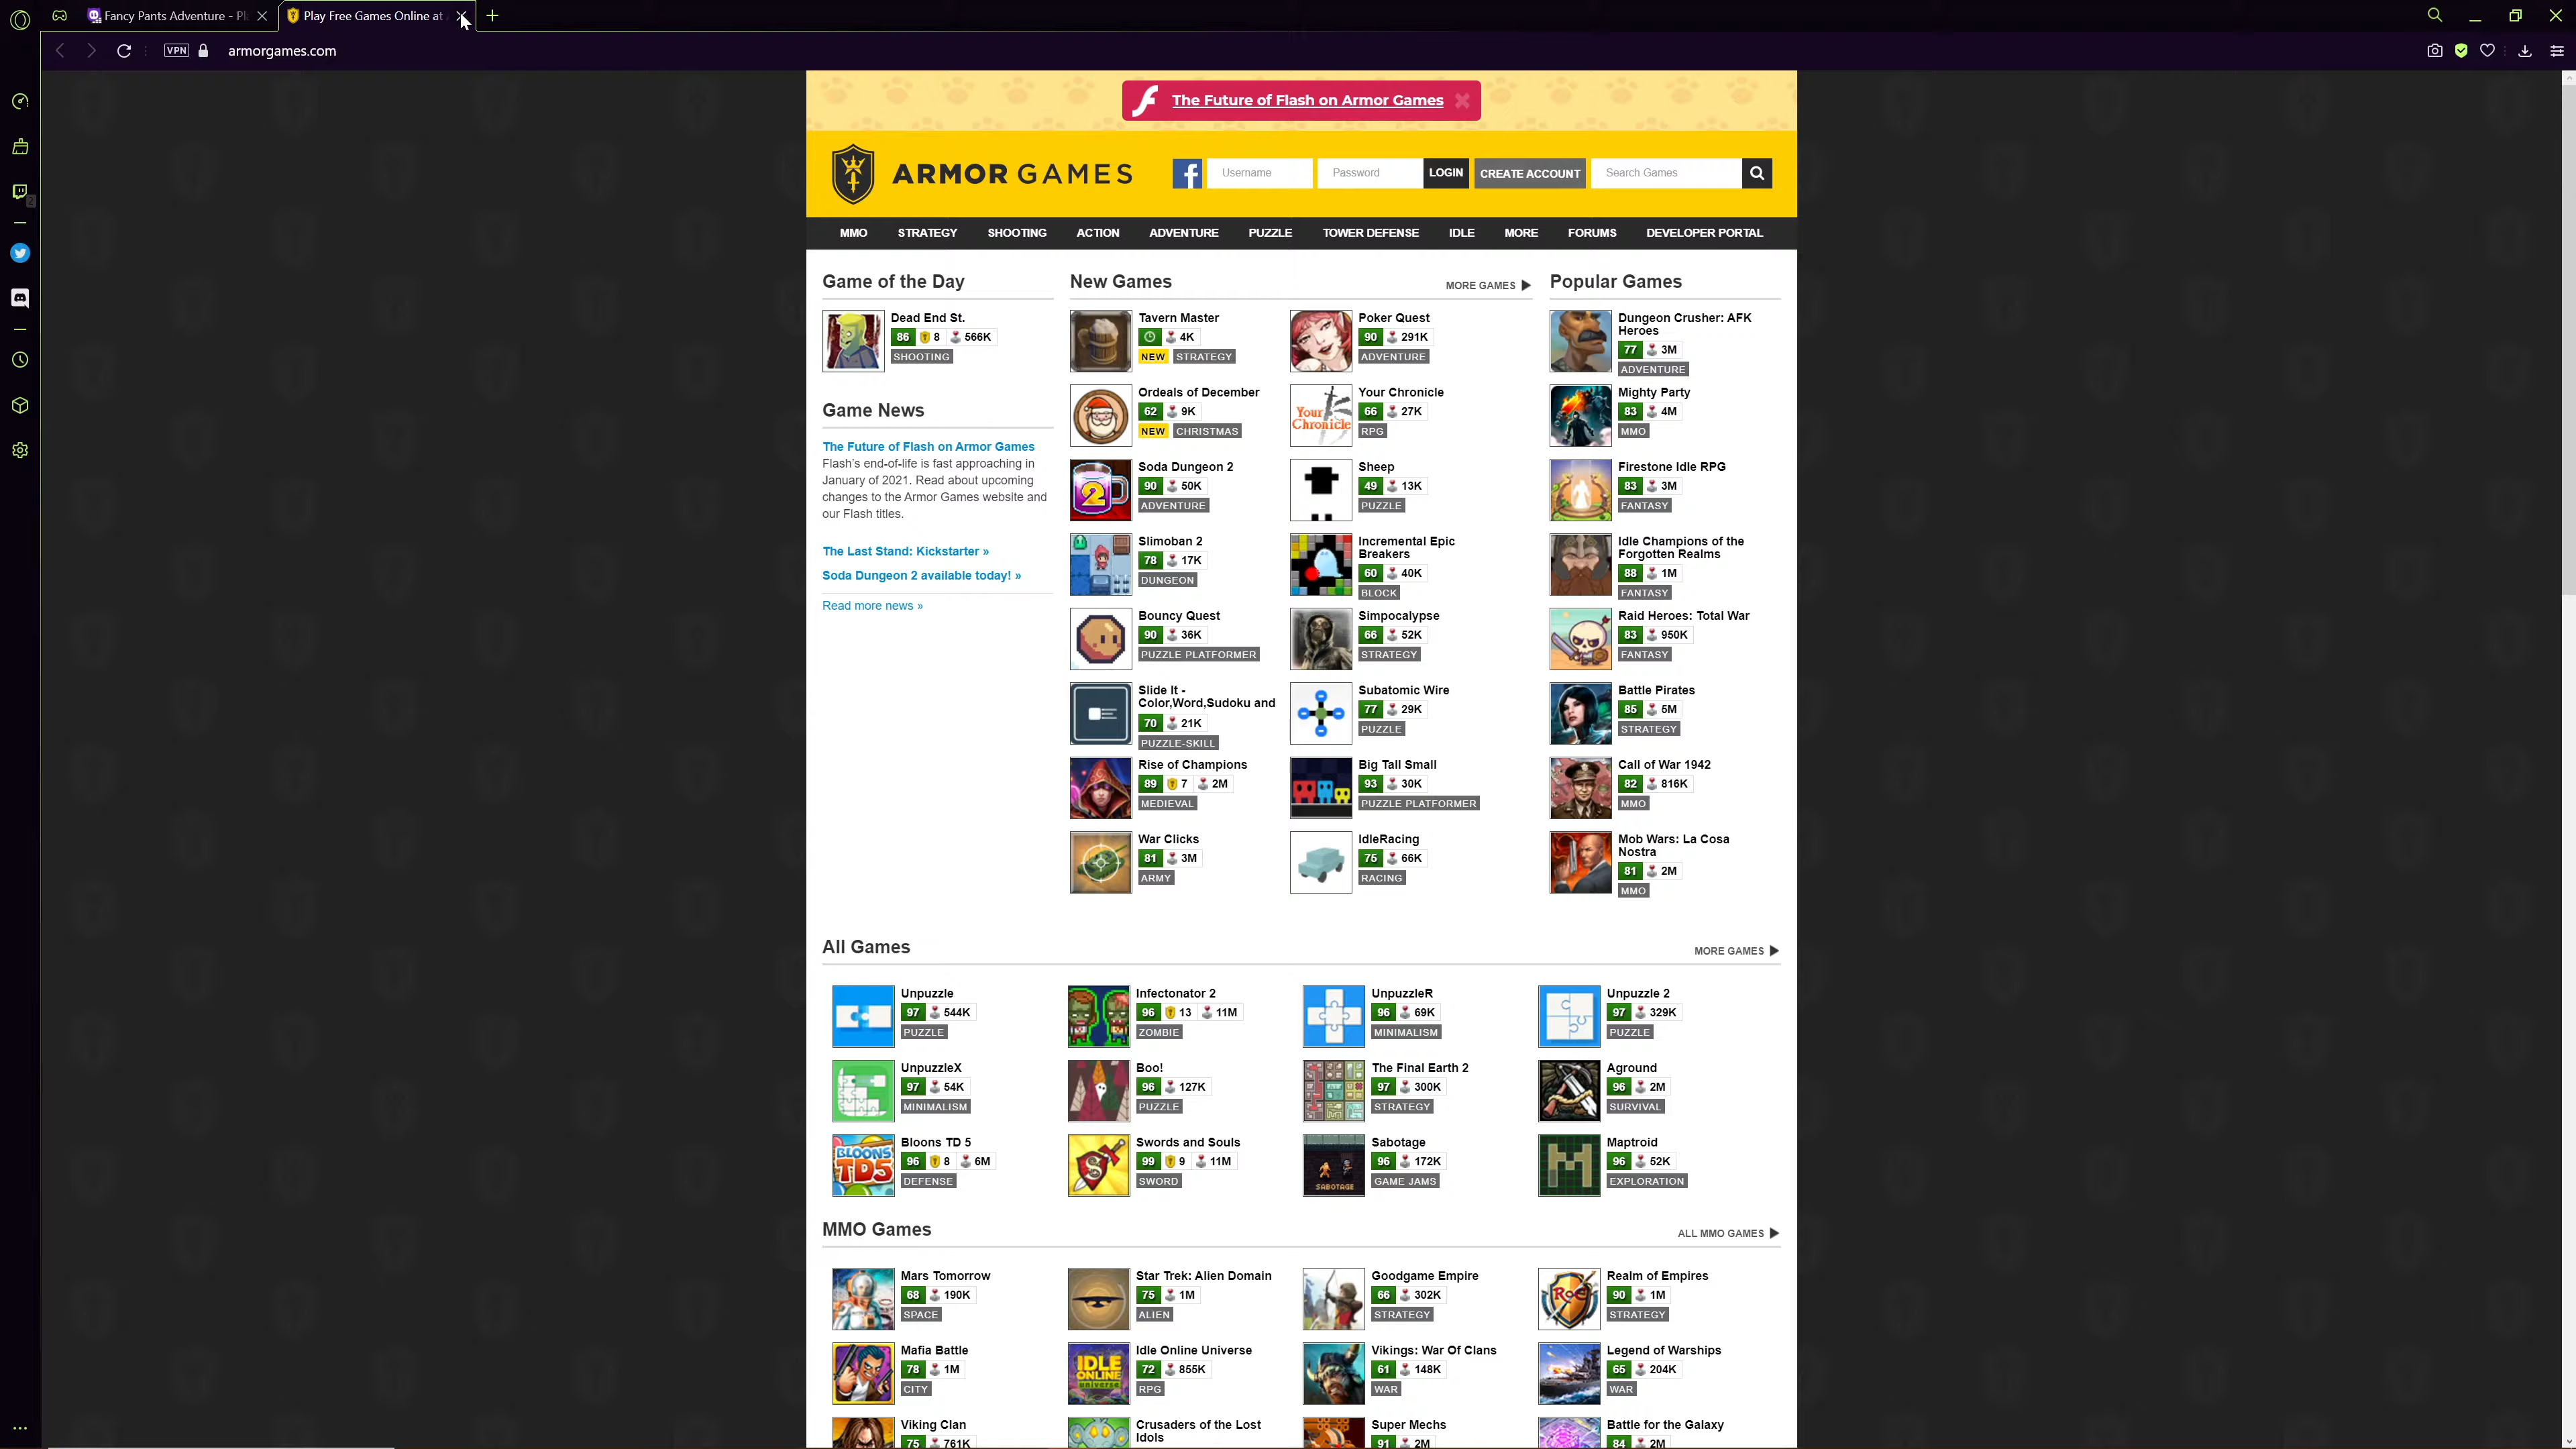 Fancy Pants Adventure - Pl
Play Free Games Online at
VPN
armorgames.com
The Future of Flash on Armor Games
ARMOR GAMES
Username
Password
LOGIN
CREATE ACCOUNT
Search Games
MMO STRATEGY SHOOTING ACTION ADVENTURE PUZZLE TOWER DEFENSE IDLE MORE FORUMS DEVELOPER PORTAL
Game of the Day
Dead End St.
86 8 566K
SHOOTING
Game News
The Future of Flash on Armor Games
Flash's end-of-life is fast approaching in
January of 2021. Read about upcoming
changes to the Armor Games website and
our Flash titles.
The Last Stand: Kickstarter »
Soda Dungeon 2 available today! »
Read more news »
New Games
MORE GAMES
Tavern Master
4K
NEW STRATEGY
Poker Quest
90 291K
ADVENTURE
Ordeals of December
62 9K
NEW CHRISTMAS
Your Chronicle
Your Chronicle
66 27K
RPG
2
Soda Dungeon 2
90 50K
ADVENTURE
Sheep
49 13K
PUZZLE
Slimoban 2
78 17K
DUNGEON
Incremental Epic
Breakers
60 40K
BLOCK
Bouncy Quest
90 36K
PUZZLE PLATFORMER
Simpocalypse
66 52K
STRATEGY
Slide It -
Color,Word,Sudoku and
70 21K
PUZZLE-SKILL
Subatomic Wire
77 29K
PUZZLE
Rise of Champions
89 7 2M
MEDIEVAL
Big Tall Small
93 30K
PUZZLE PLATFORMER
War Clicks
81 3M
ARMY
IdleRacing
75 66K
RACING
Popular Games
Dungeon Crusher: AFK
Heroes
77 3M
ADVENTURE
Mighty Party
83 4M
MMO
Firestone Idle RPG
83 3M
FANTASY
Idle Champions of the
Forgotten Realms
88 1M
FANTASY
Raid Heroes: Total War
83 950K
FANTASY
Battle Pirates
85 5M
STRATEGY
Call of War 1942
82 816K
MMO
Mob Wars: La Cosa
Nostra
81 2M
MMO
All Games
MORE GAMES
Unpuzzle
97 544K
PUZZLE
Infectonator 2
96 13 11M
ZOMBIE
UnpuzzleR
96 69K
MINIMALISM
Unpuzzle 2
97 329K
PUZZLE
UnpuzzleX
97 54K
MINIMALISM
Boo!
96 127K
PUZZLE
The Final Earth 2
97 300K
STRATEGY
Aground
96 2M
SURVIVAL
BLOONS
TD5
Bloons TD 5
96 8 6M
DEFENSE
S
Swords and Souls
99 9 11M
SWORD
SABOTAGE
Sabotage
96 172K
GAME JAMS
M
Maptroid
96 52K
EXPLORATION
MMO Games
ALL MMO GAMES
Mars Tomorrow
68 190K
SPACE
Star Trek: Alien Domain
75 1M
ALIEN
Goodgame Empire
66 302K
STRATEGY
RoE
Realm of Empires
90 1M
STRATEGY
Mafia Battle
78 1M
CITY
IDLE
ONLINE
universe
Idle Online Universe
72 855K
RPG
Vikings: War Of Clans
61 148K
WAR
Legend of Warships
65 204K
WAR
Viking Clan
75 761K
Crusaders of the Lost
Idols
Super Mechs
91 2M
Battle for the Galaxy
84 2M